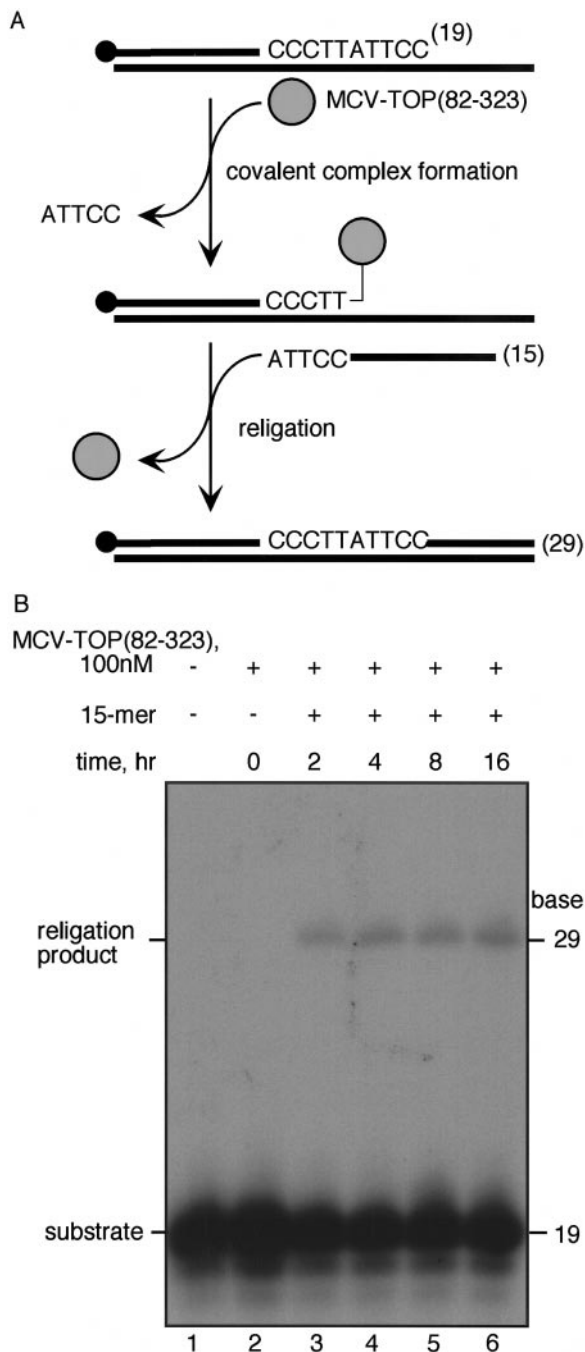 A
CCCTTATTCC(19)
MCV-TOP(82-323)
covalent complex formation
ATTCC
CCCTT
ATTCC (15)
religation
CCCTTATTCC (29)
B
MCV-TOP(82-323),
100nM - + + + + +
15-mer - - + + + +
time, hr 0 2 4 8 16
base
religation
product
29
substrate 19
1 2 3 4 5 6